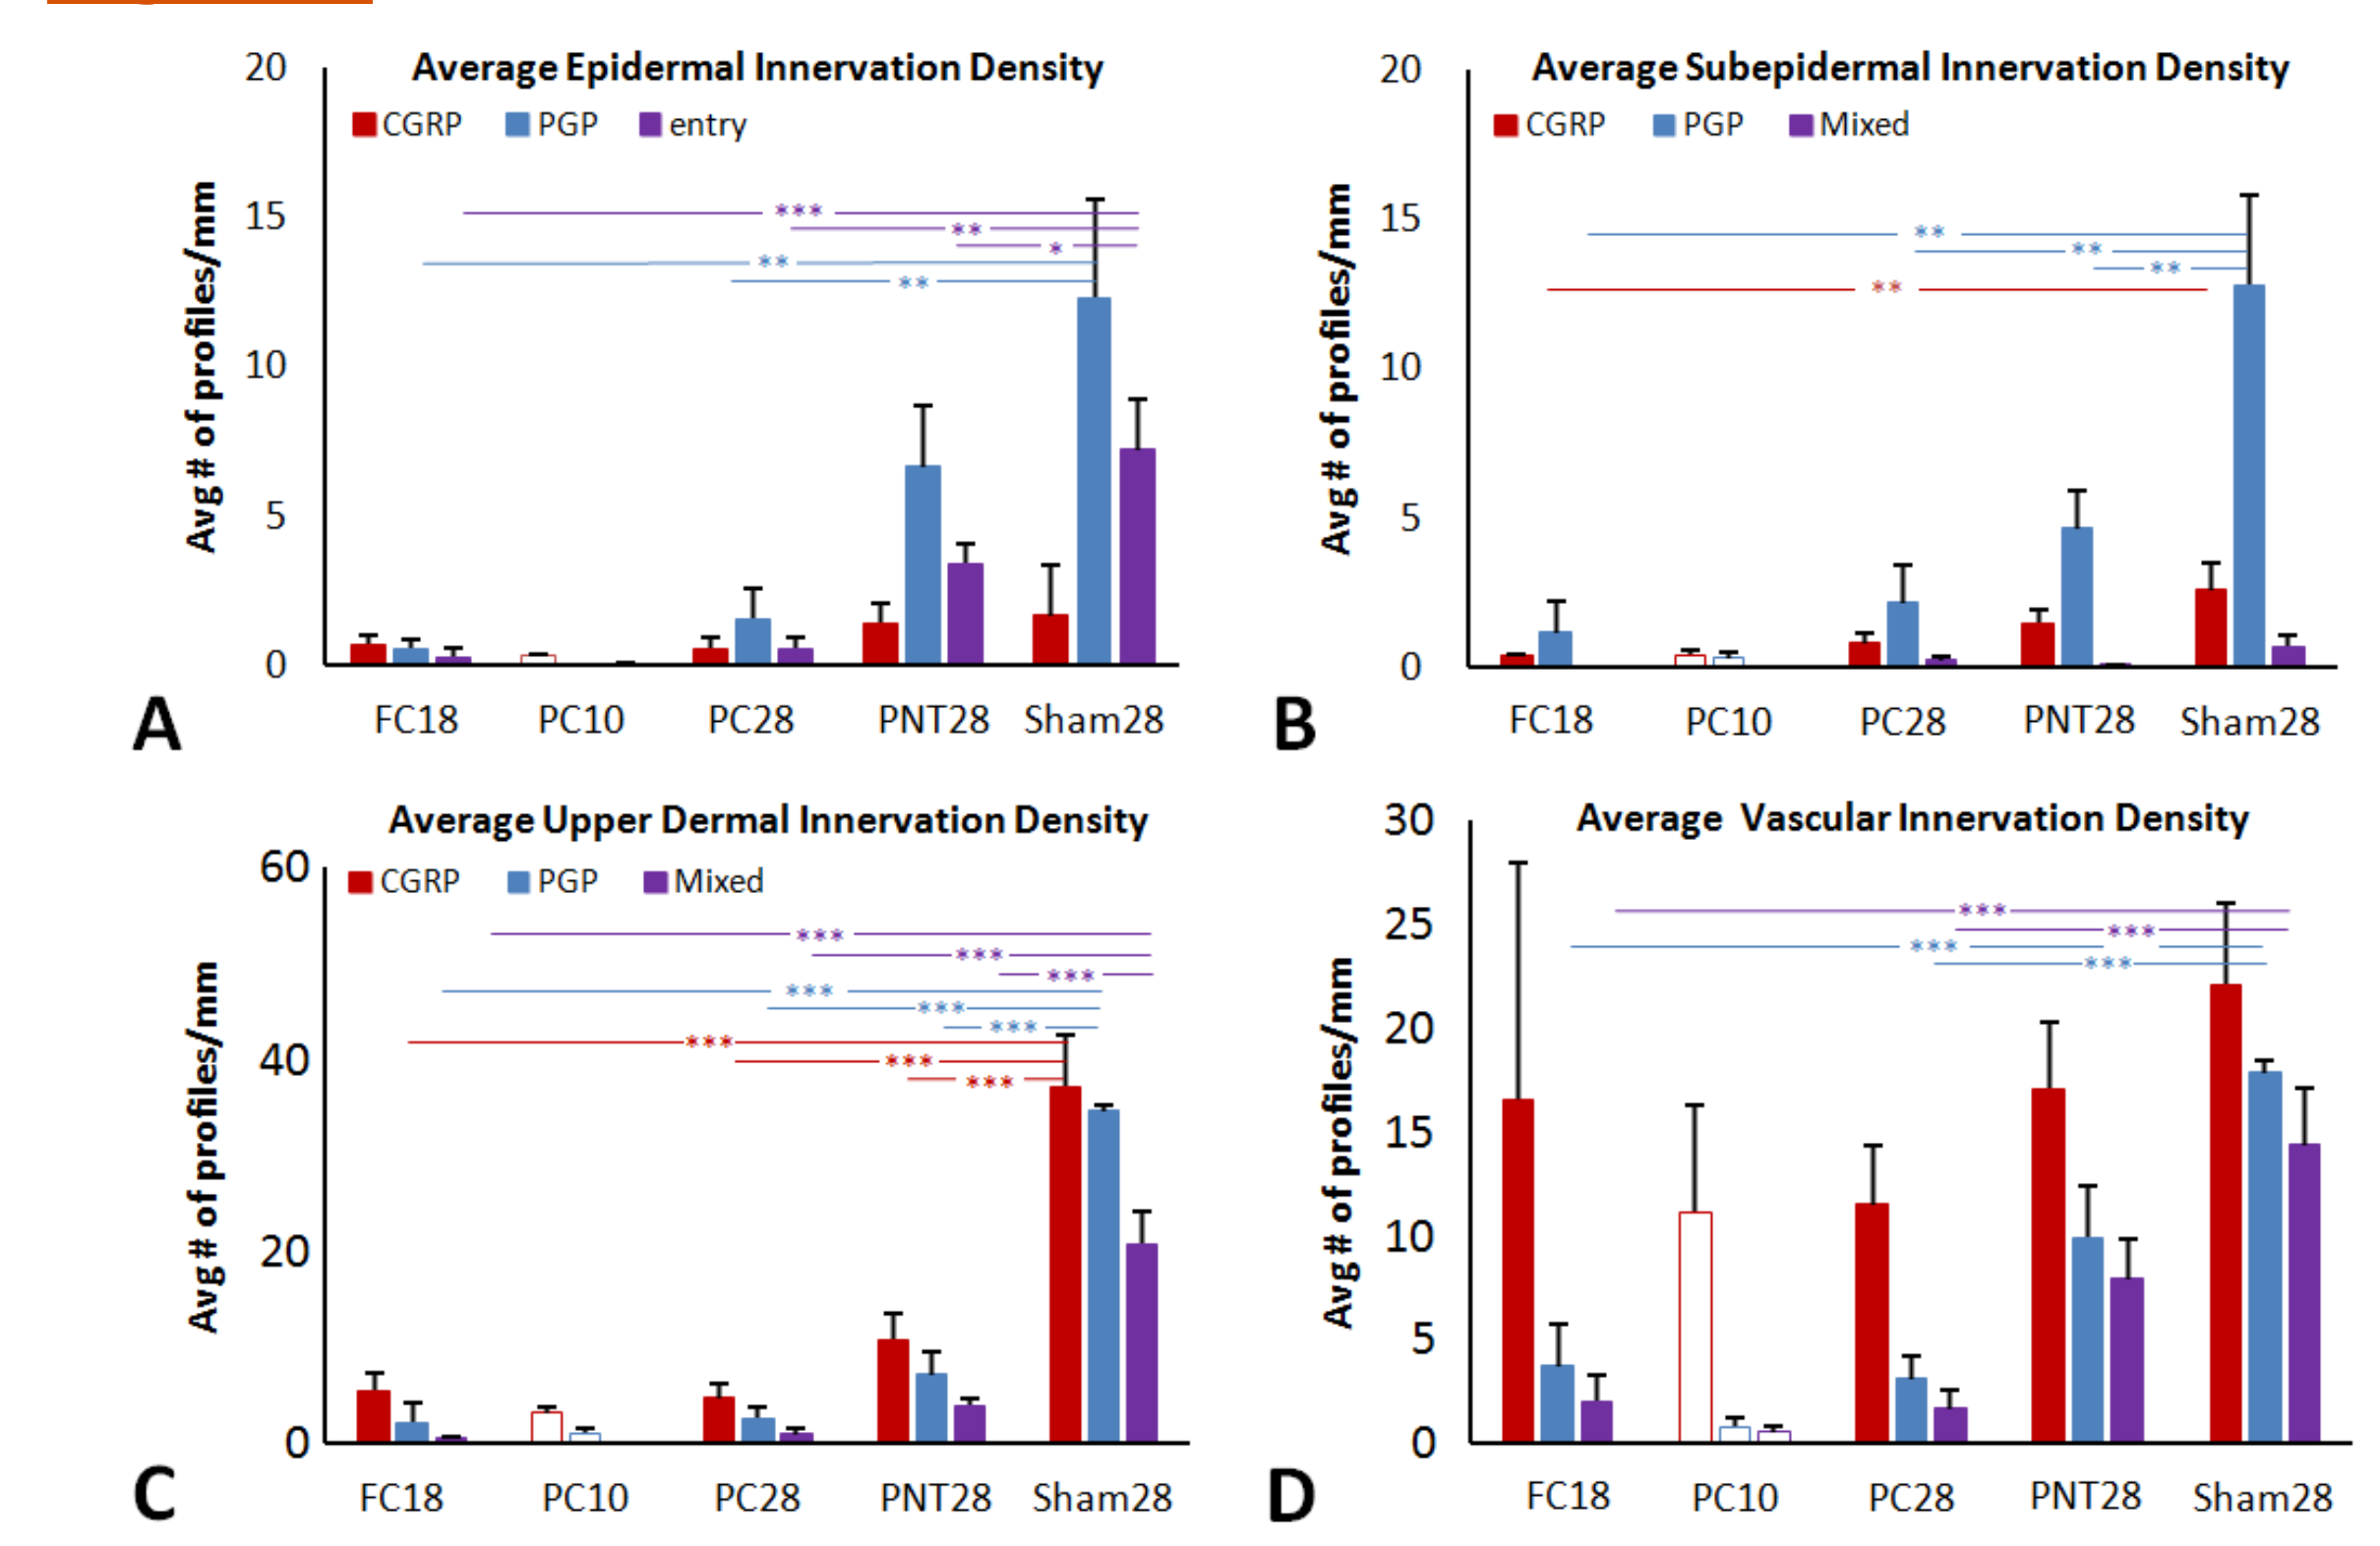 Average Epidermal Innervation Density
CGRP PGP entry
Avg # of profiles/mm
20
15
10
5
0
***
**
*
**
**
FC18 PC10 PC28 PNT28 Sham28
A
Average Subepidermal Innervation Density
CGRP PGP Mixed
Avg # of profiles/mm
20
15
10
5
0
**
**
**
**
FC18 PC10 PC28 PNT28 Sham28
B
Average Upper Dermal Innervation Density
CGRP PGP Mixed
Avg # of profiles/mm
60
40
20
0
***
***
***
***
***
***
***
***
***
FC18 PC10 PC28 PNT28 Sham28
C
Average Vascular Innervation Density
Avg # of profiles/mm
30
25
20
15
10
5
0
***
***
***
***
FC18 PC10 PC28 PNT28 Sham28
D